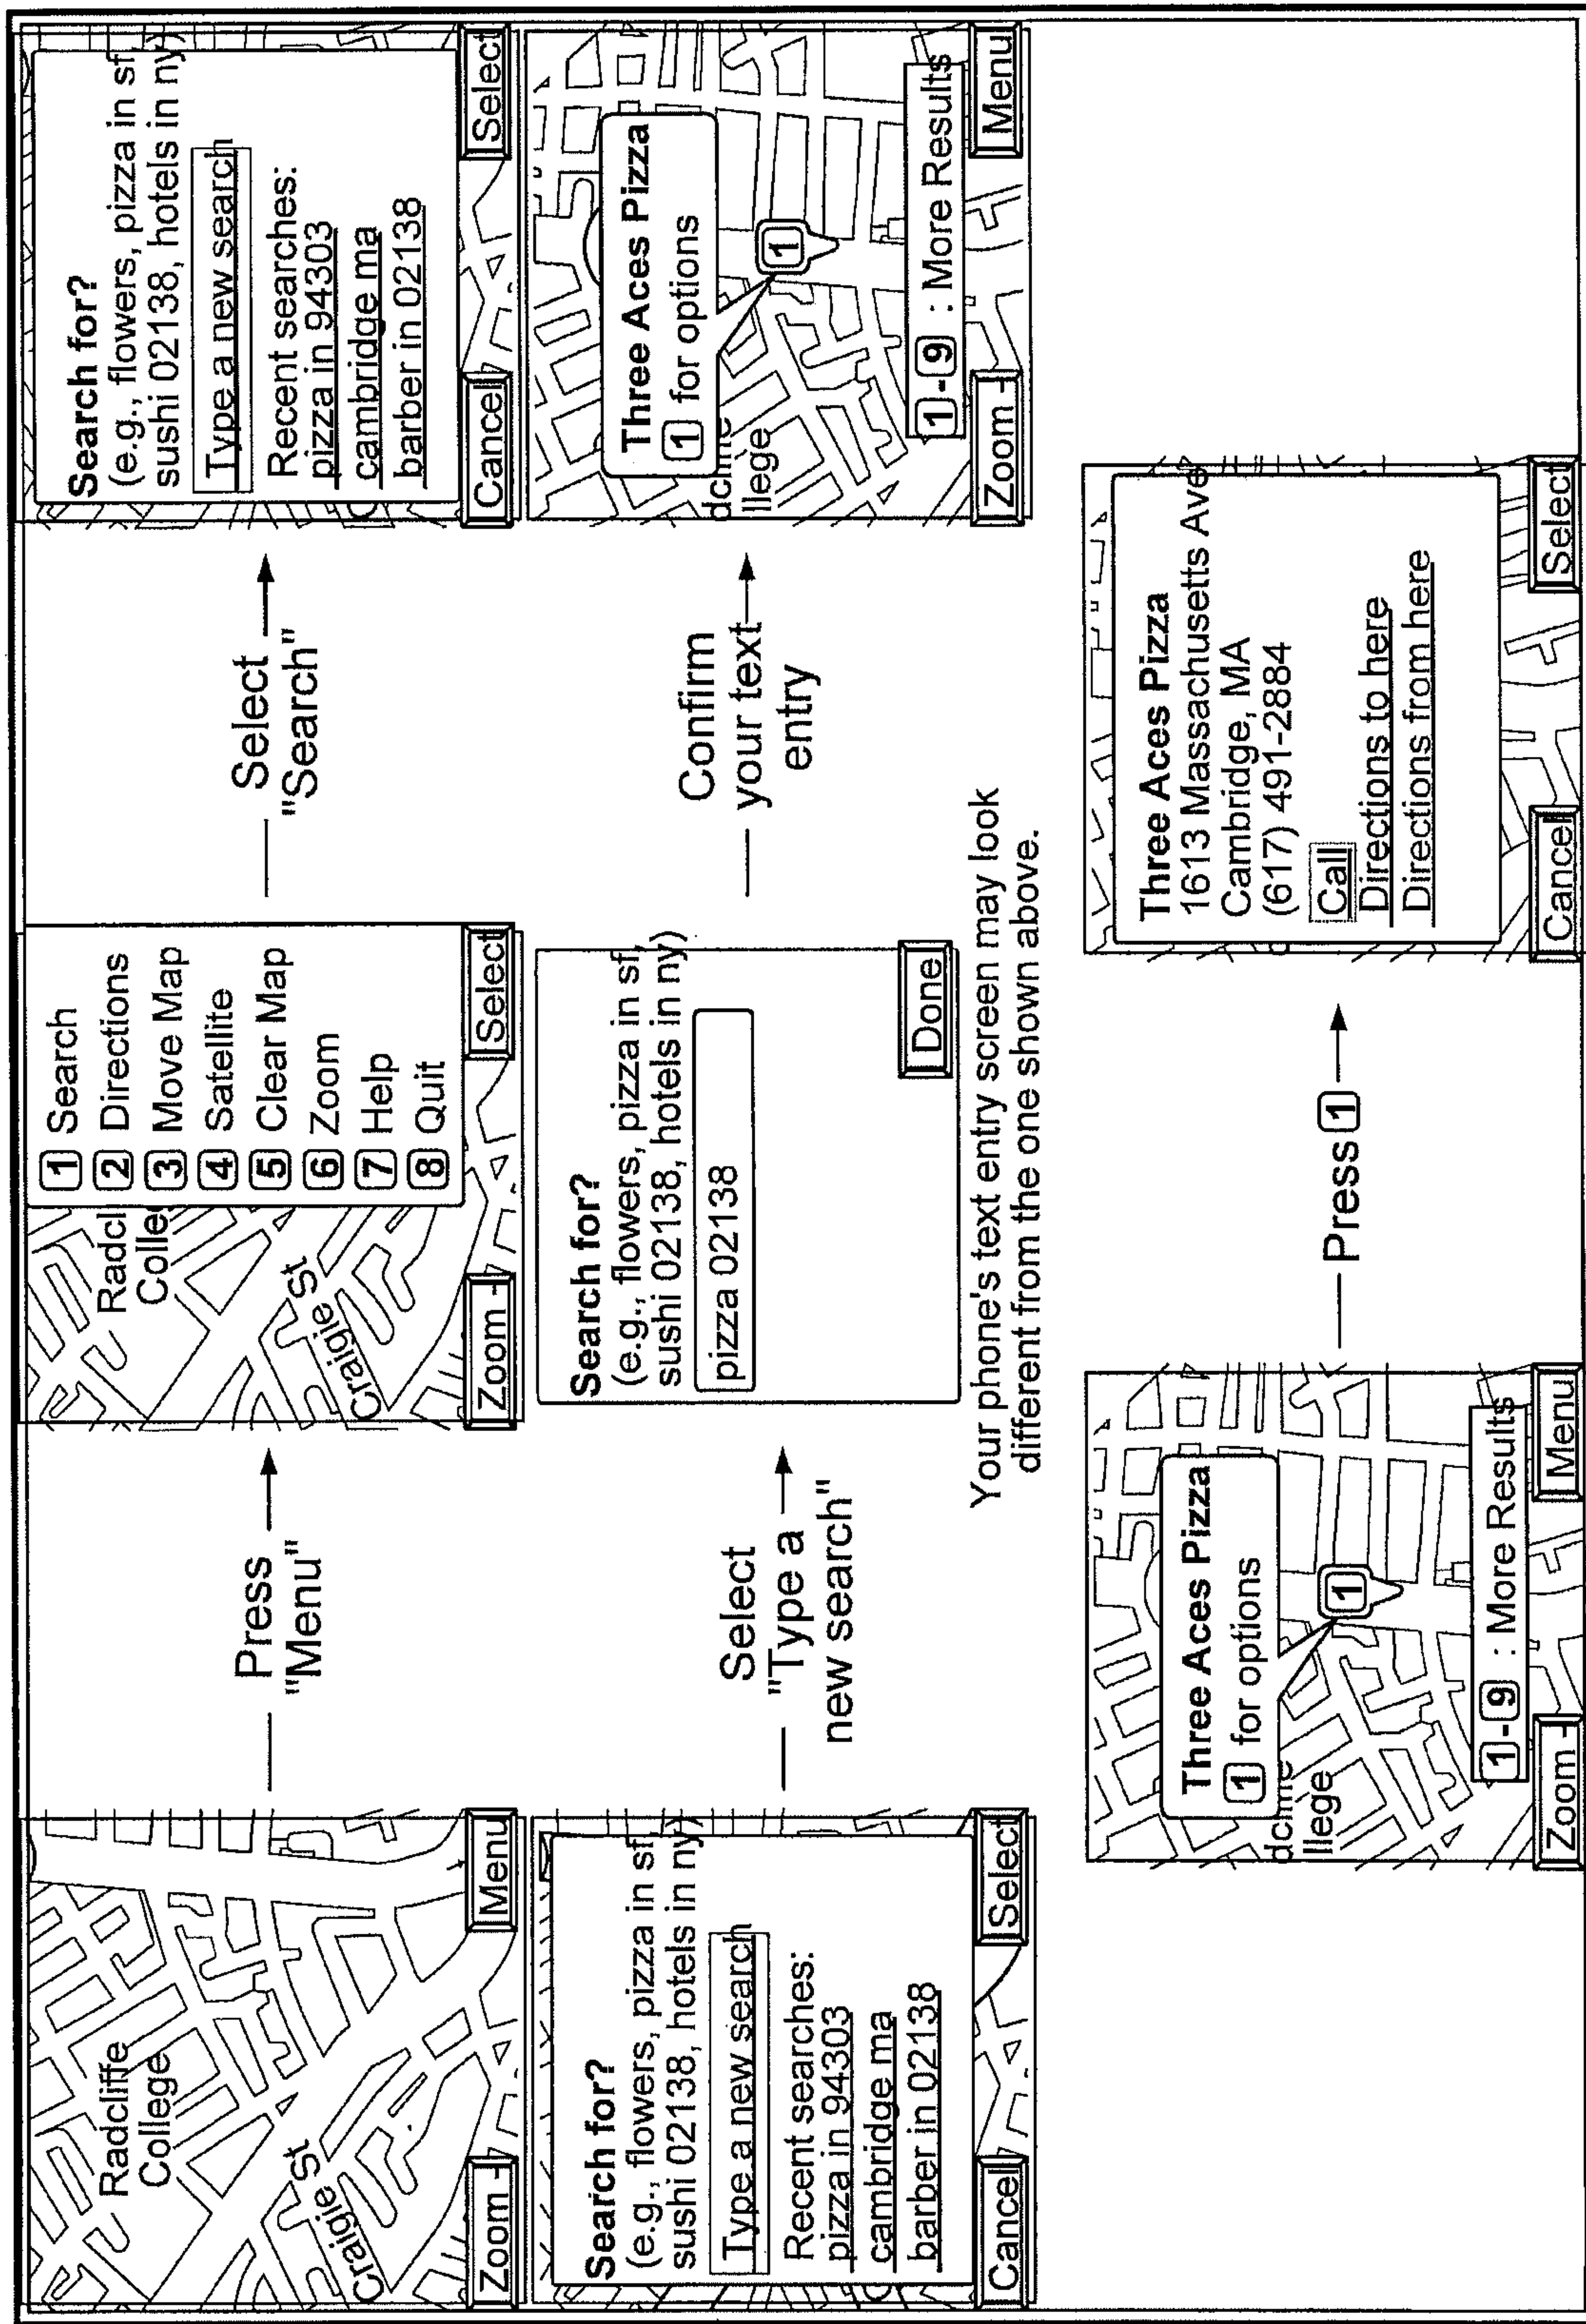 Radcliffe
College
Craigie St
Zoom -
Menu
Press
"Menu"
Radcl
Colle
Craigie St
1 Search
2 Directions
3 Move Map
4 Satellite
5 Clear Map
6 Zoom
7 Help
8 Quit
Zoom -
Select
Select
"Search"
Search for?
(e.g., flowers, pizza in sf,
sushi 02138, hotels in ny)
Type a new search
Recent searches:
pizza in 94303
cambridge ma
barber in 02138
Cancel
Select
Search for?
(e.g., flowers, pizza in sf,
sushi 02138, hotels in ny)
Type a new search
Recent searches:
pizza in 94303
cambridge ma
barber in 02138
Cancel
Select
Select
"Type a
new search"
Search for?
(e.g., flowers, pizza in sf,
sushi 02138, hotels in ny)
pizza 02138
Done
Your phone's text entry screen may look
different from the one shown above.
Confirm
your text
entry
Three Aces Pizza
1 for options
llege
1
1-9 : More Results
Zoom -
Menu
Three Aces Pizza
1 for options
llege
1
1-9 : More Results
Zoom -
Menu
Press 1
Three Aces Pizza
1613 Massachusetts Ave
Cambridge, MA
(617) 491-2884
Call
Directions to here
Directions from here
Cancel
Select